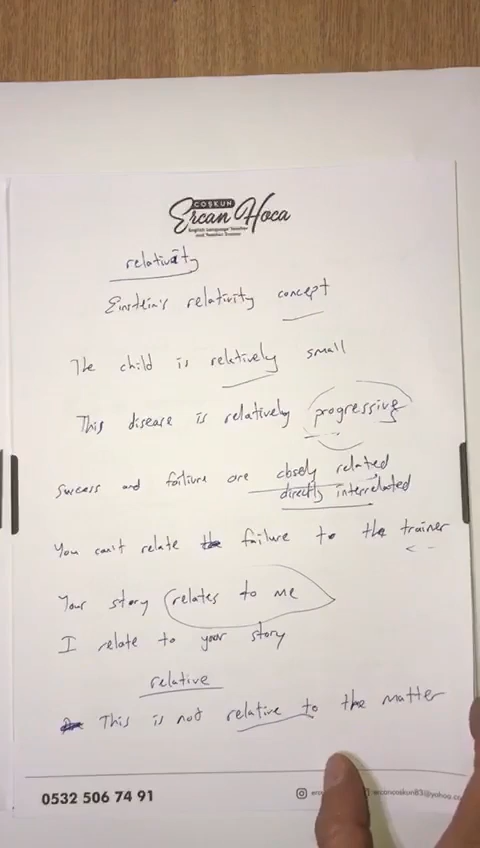 COŞKUN
Ercan Hoca
English Language Teacher
and Teacher Trainer
relativity
Einstein's relativity concept
The child is relatively small
This disease is relatively progressive
Success and failure are closely related
directly interrelated
You can't relate failure to the trainer
Your story relates to me
I relate to your story
relative
This is not relative to the matter
0532 506 74 91
ercancoskun83@yahoo.co